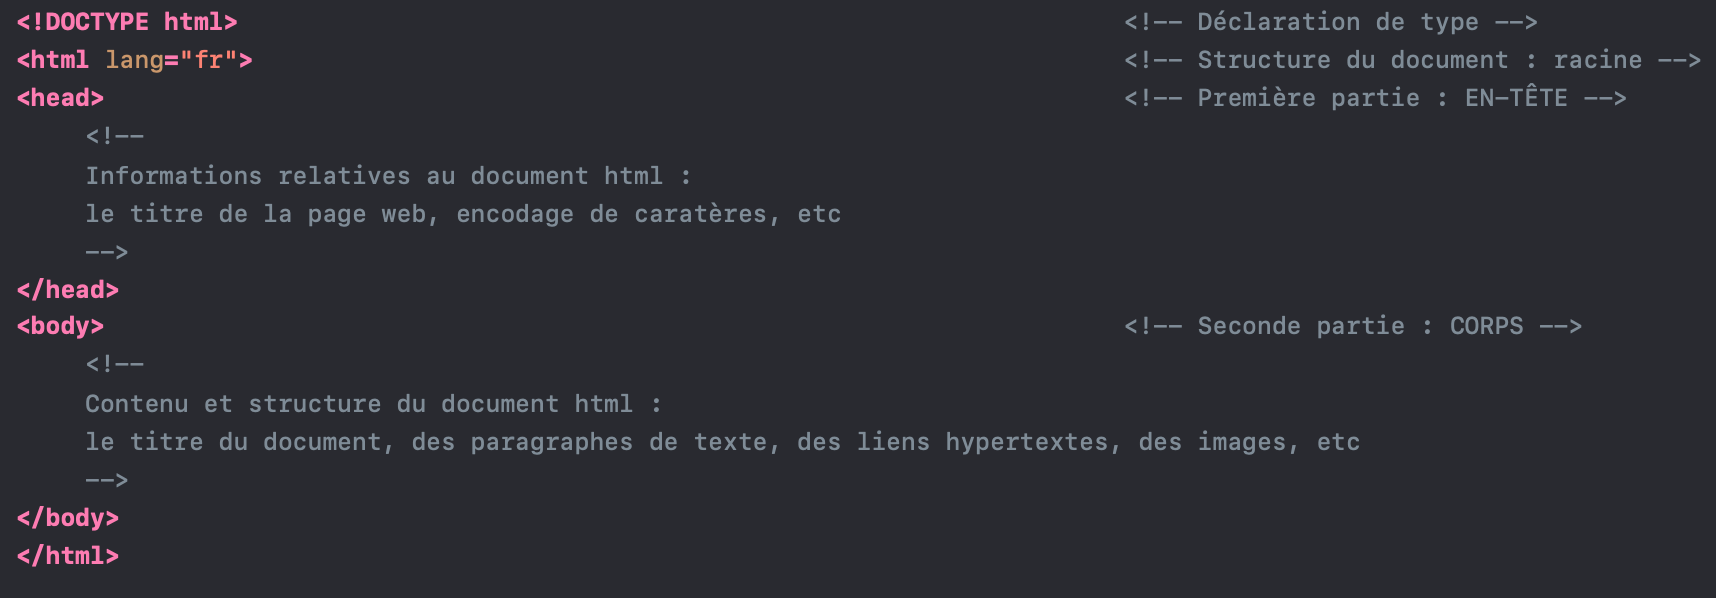 <!DOCTYPE html> <!-- Déclaration de type -->
<html lang="fr"> <!-- Structure du document : racine -->
<head> <!-- Première partie : EN-TÊTE -->
<!--
Informations relatives au document html :
le titre de la page web, encodage de caratères, etc
-->
</head>
<body> <!-- Seconde partie : CORPS -->
<!--
Contenu et structure du document html :
le titre du document, des paragraphes de texte, des liens hypertextes, des images, etc
-->
</body>
</html>